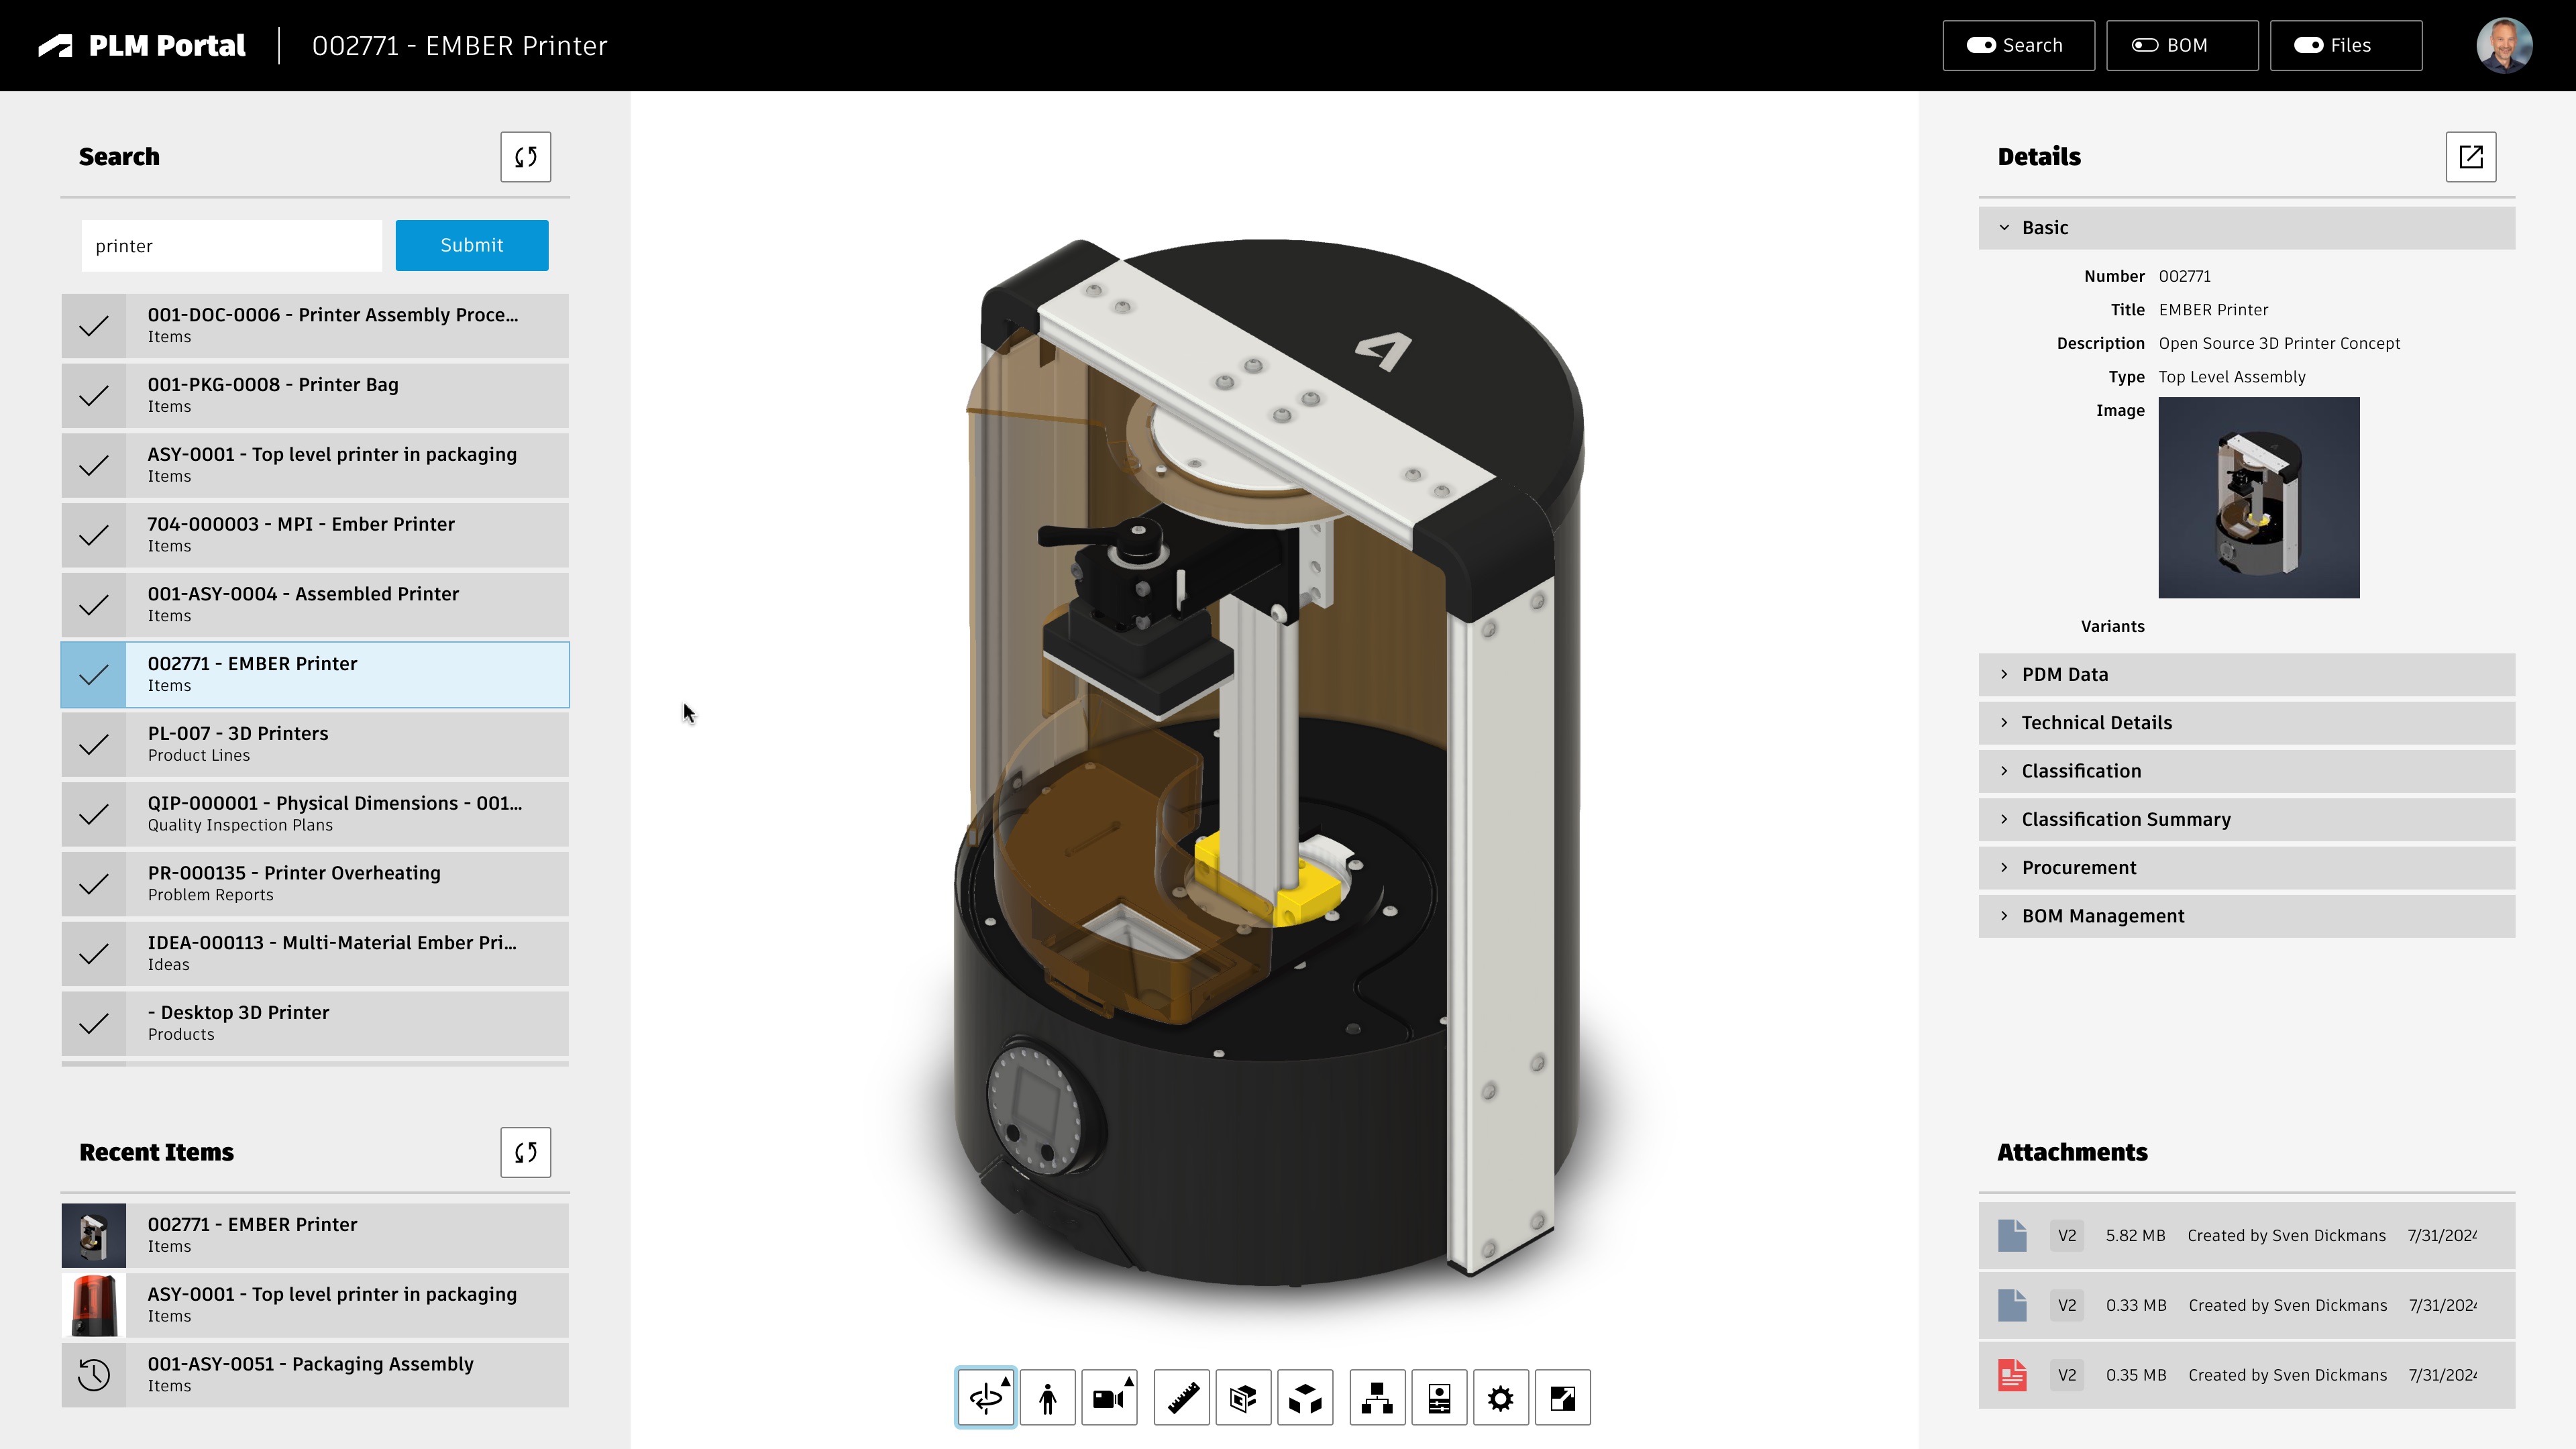 PLM Portal
002771 - EMBER Printer
Search
BOM
Files
Search
printer
Submit
001-DOC-0006 - Printer Assembly Proce...
Items
001-PKG-0008 - Printer Bag
Items
ASY-0001 - Top level printer in packaging
Items
704-000003 - MPI - Ember Printer
Items
001-ASY-0004 - Assembled Printer
Items
002771 - EMBER Printer
Items
PL-007 - 3D Printers
Product Lines
QIP-000001 - Physical Dimensions - 001...
Quality Inspection Plans
PR-000135 - Printer Overheating
Problem Reports
IDEA-000113 - Multi-Material Ember Pri...
Ideas
- Desktop 3D Printer
Products
Recent Items
002771 - EMBER Printer
Items
ASY-0001 - Top level printer in packaging
Items
001-ASY-0051 - Packaging Assembly
Items
Details
Basic
Number 002771
Title EMBER Printer
Description Open Source 3D Printer Concept
Type Top Level Assembly
Image
Variants
PDM Data
Technical Details
Classification
Classification Summary
Procurement
BOM Management
Attachments
V2 5.82 MB Created by Sven Dickmans 7/31/2024
V2 0.33 MB Created by Sven Dickmans 7/31/2024
V2 0.35 MB Created by Sven Dickmans 7/31/2024